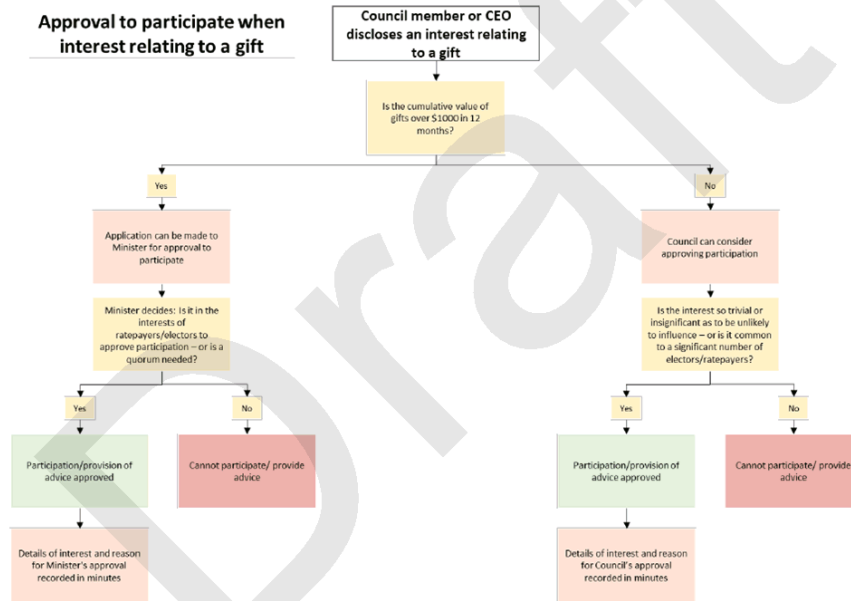 Approval to participate when
interest relating to a gift
Council member or CEO
discloses an interest relating
to a gift
Is the cumulative value of
gifts over $1000 in 12
months?
Yes
No
Application can be made to
Minister for approval to
participate
Council can consider
approving participation
Minister decides: Is it in the
interests of
ratepayers/electors to
approve participation – or is a
quorum needed?
Is the interest so trivial or
insignificant as to be unlikely
to influence – or is it common
to a significant number of
electors/ratepayers?
Yes
No
Yes
No
Participation/provision of
advice approved
Cannot participate/ provide
advice
Participation/provision of
advice approved
Cannot participate/ provide
advice
Details of interest and reason
for Minister's approval
recorded in minutes
Details of interest and reason
for Council's approval
recorded in minutes
Draft